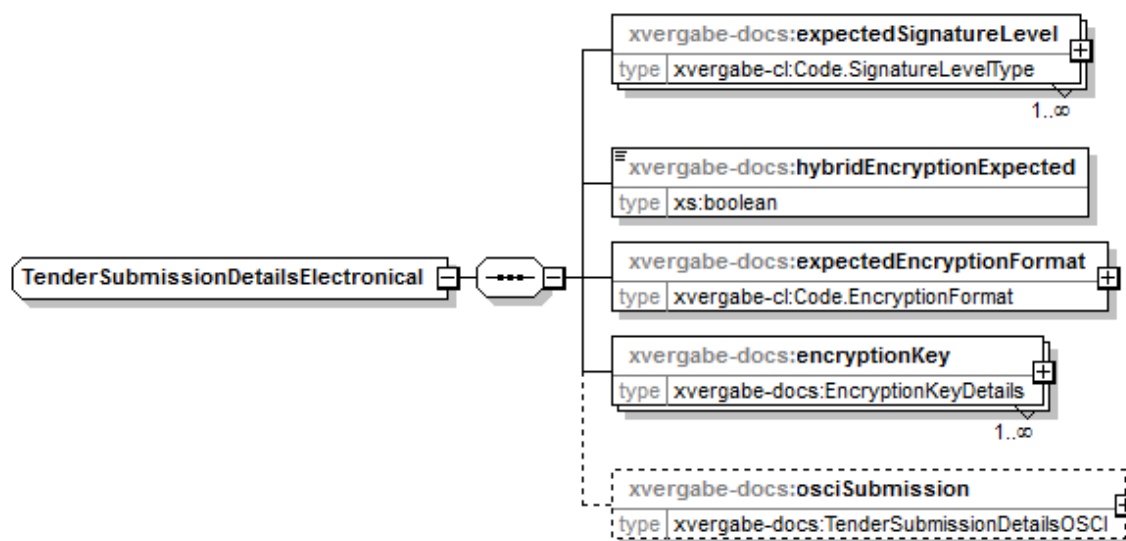 xvergabe-docs:expectedSignatureLevel
type xvergabe-cl:Code.SignatureLevelType
1..∞
xvergabe-docs:hybridEncryptionExpected
type xs:boolean
TenderSubmissionDetailsElectronical
xvergabe-docs:expectedEncryptionFormat
type xvergabe-cl:Code.EncryptionFormat
xvergabe-docs:encryptionKey
type xvergabe-docs:EncryptionKeyDetails
1..∞
xvergabe-docs:osciSubmission
type xvergabe-docs:TenderSubmissionDetailsOSCI